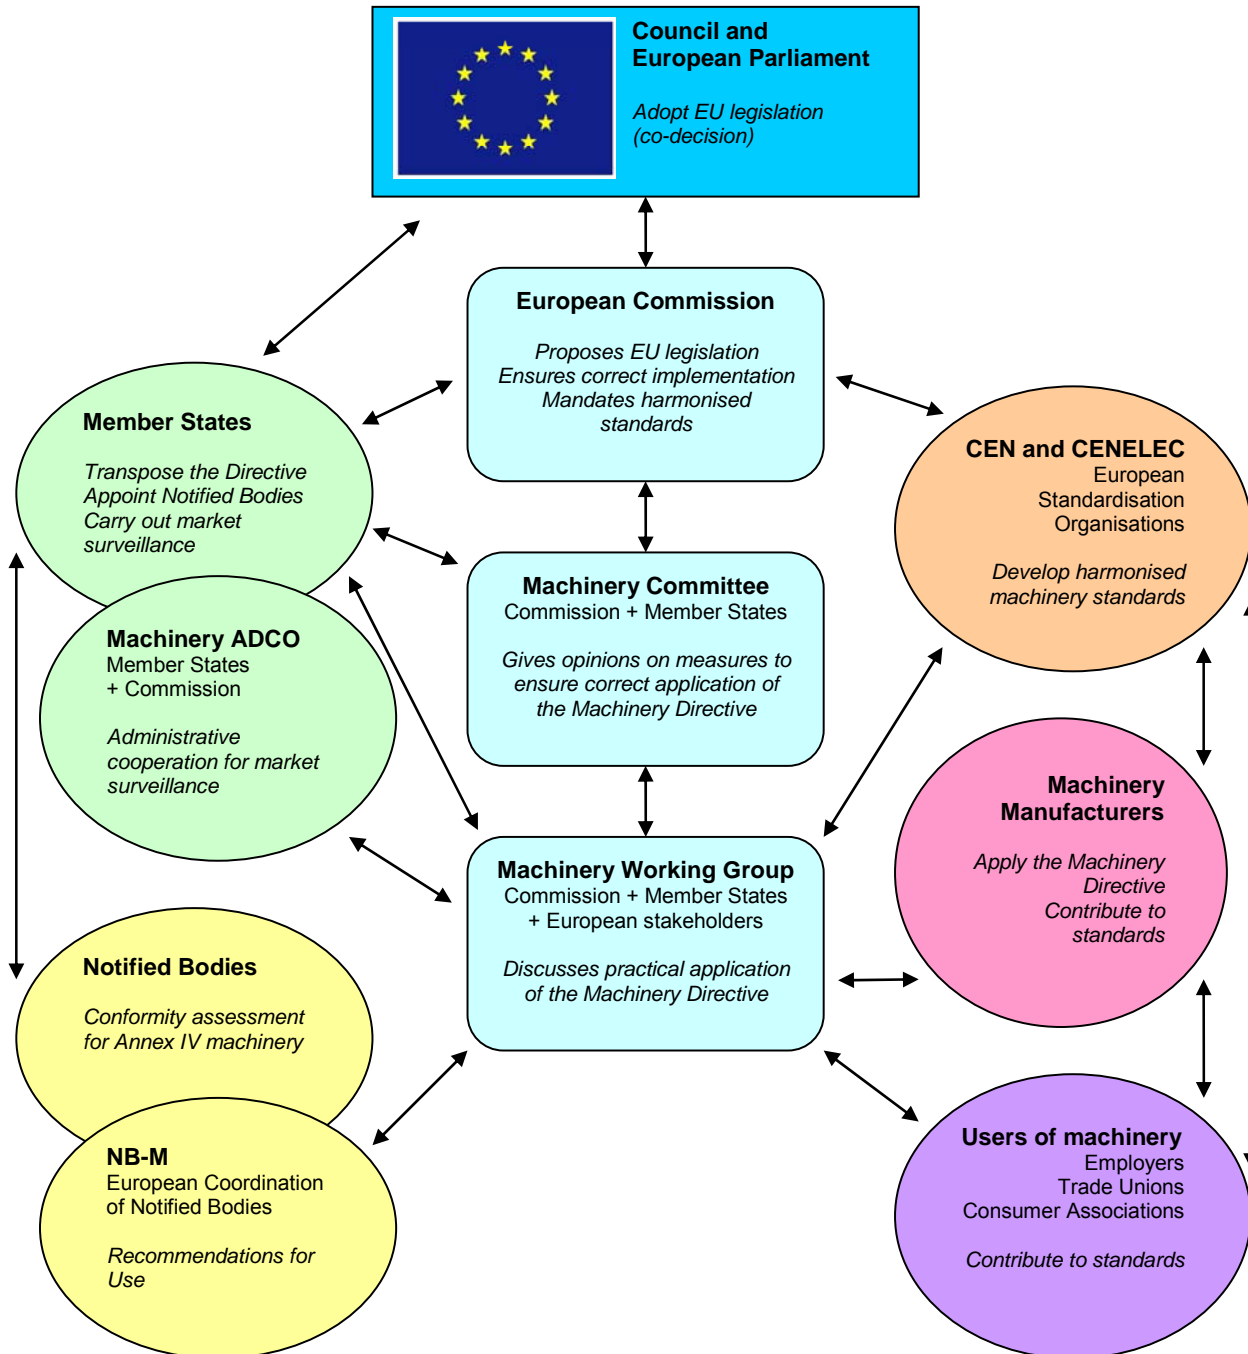 Council and
European Parliament
Adopt EU legislation
(co-decision)
European Commission
Proposes EU legislation
Ensures correct implementation
Mandates harmonised
standards
Member States
Transpose the Directive
Appoint Notified Bodies
Carry out market
surveillance
CEN and CENELEC
European
Standardisation
Organisations
Develop harmonised
machinery standards
Machinery Committee
Commission + Member States
Gives opinions on measures to
ensure correct application of
the Machinery Directive
Machinery ADCO
Member States
+ Commission
Administrative
cooperation for market
surveillance
Machinery
Manufacturers
Apply the Machinery
Directive
Contribute to
standards
Machinery Working Group
Commission + Member States
+ European stakeholders
Discusses practical application
of the Machinery Directive
Notified Bodies
Conformity assessment
for Annex IV machinery
NB-M
European Coordination
of Notified Bodies
Recommendations for
Use
Users of machinery
Employers
Trade Unions
Consumer Associations
Contribute to standards